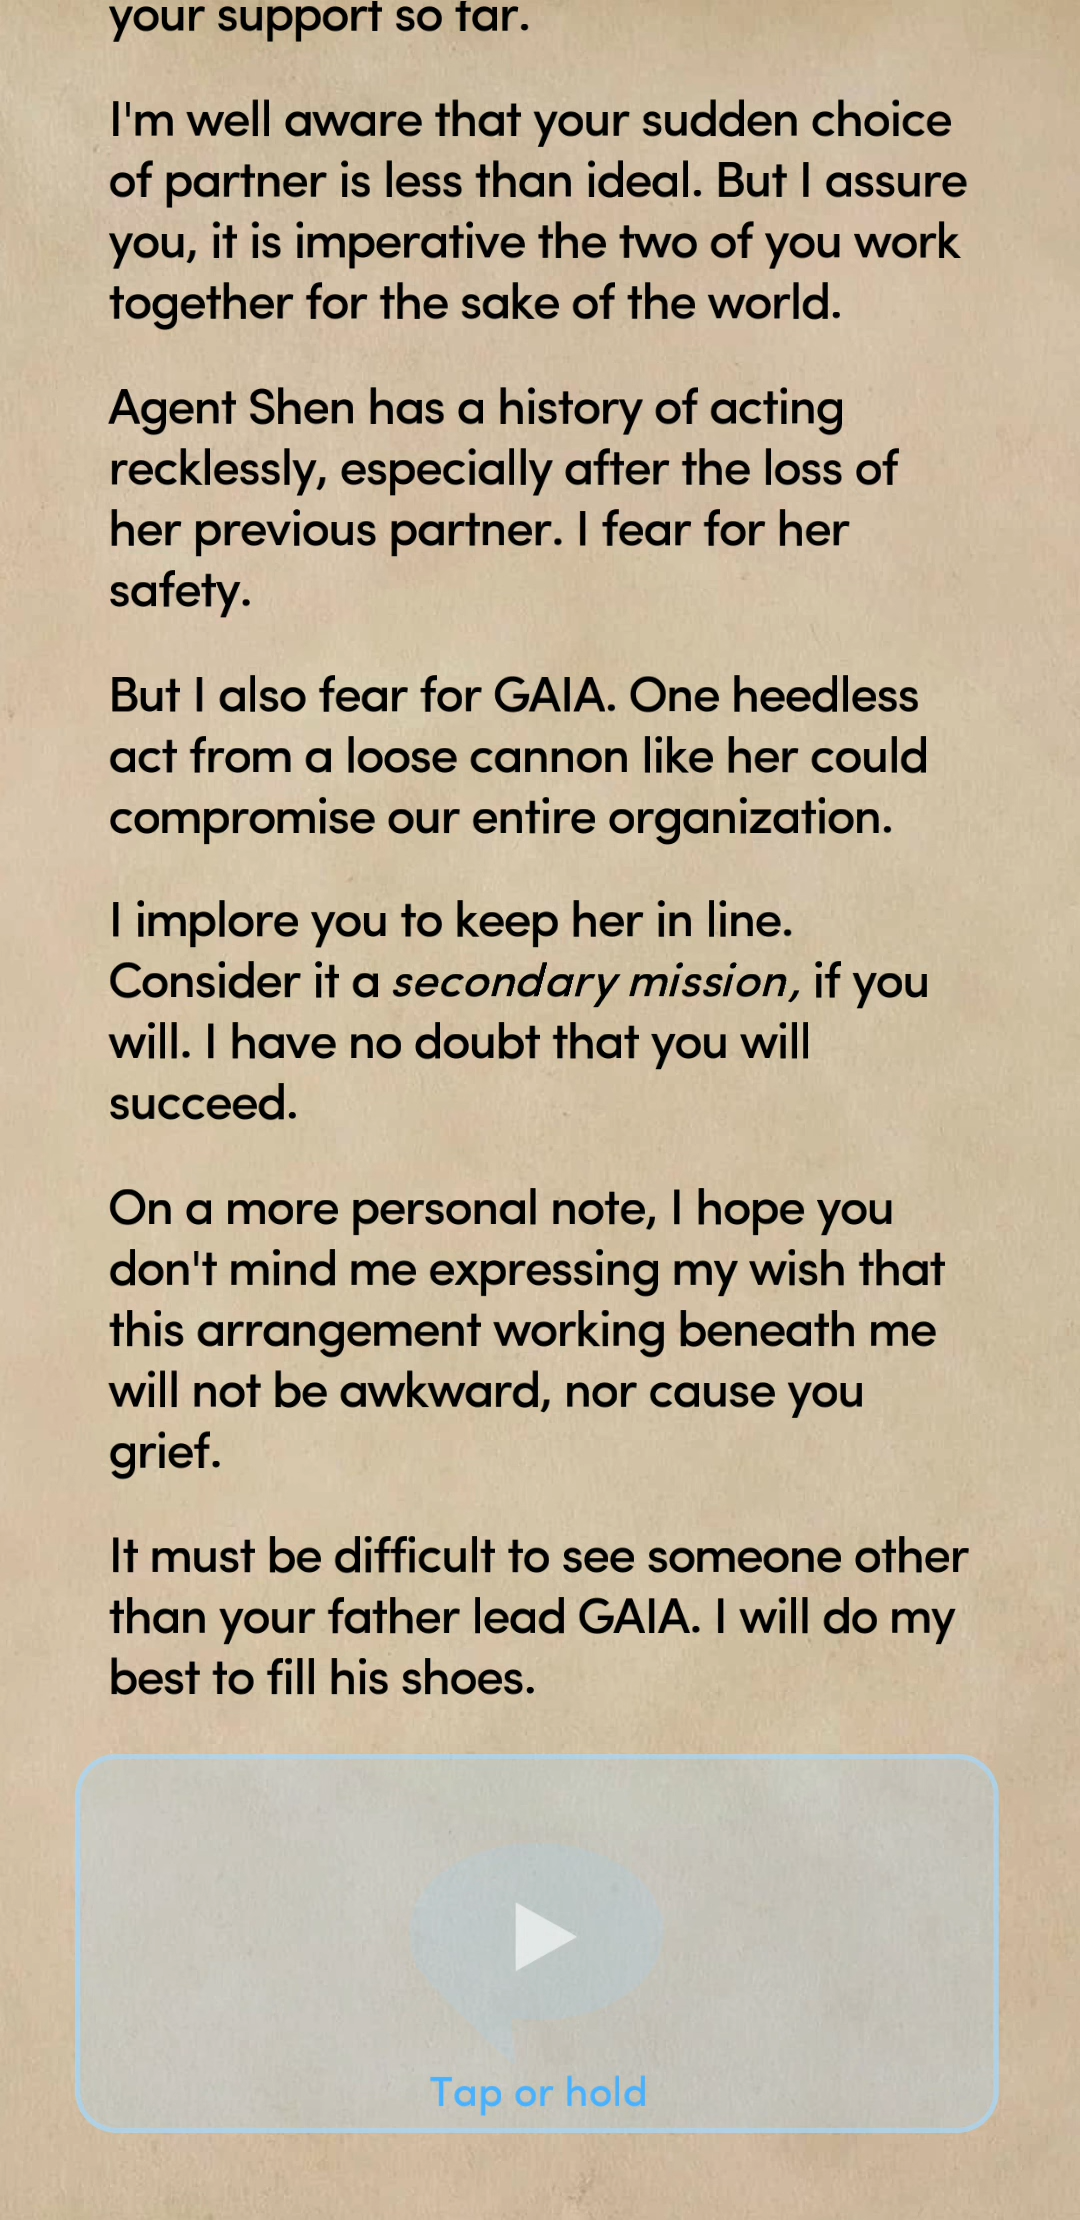 your support so far.
I'm well aware that your sudden choice
of partner is less than ideal. But I assure
you, it is imperative the two of you work
together for the sake of the world.
Agent Shen has a history of acting
recklessly, especially after the loss of
her previous partner. I fear for her
safety.
But I also fear for GAIA. One heedless
act from a loose cannon like her could
compromise our entire organization.
I implore you to keep her in line.
Consider it a secondary mission, if you
will. I have no doubt that you will
succeed.
On a more personal note, I hope you
don't mind me expressing my wish that
this arrangement working beneath me
will not be awkward, nor cause you
grief.
It must be difficult to see someone other
than your father lead GAIA. I will do my
best to fill his shoes.
Tap or hold